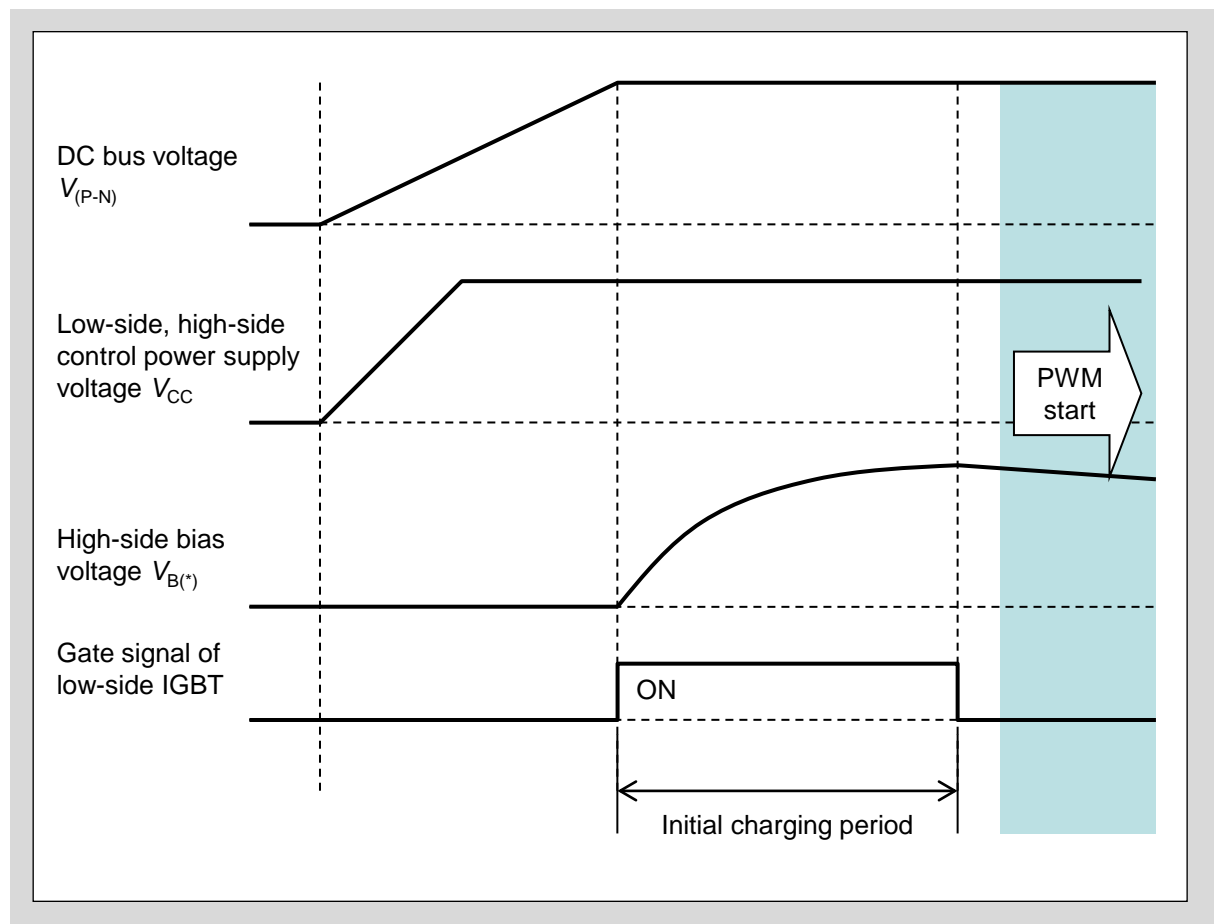 DC bus voltage
V(P-N)
Low-side, high-side
control power supply
voltage VCC
PWM
start
High-side bias
voltage VB(*)
Gate signal of
low-side IGBT
ON
Initial charging period